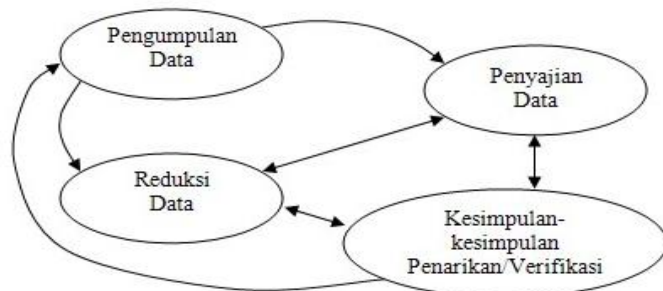 Pengumpulan
Data
Penyajian
Data
Reduksi
Data
Kesimpulan-
kesimpulan
Penarikan/Verifikasi